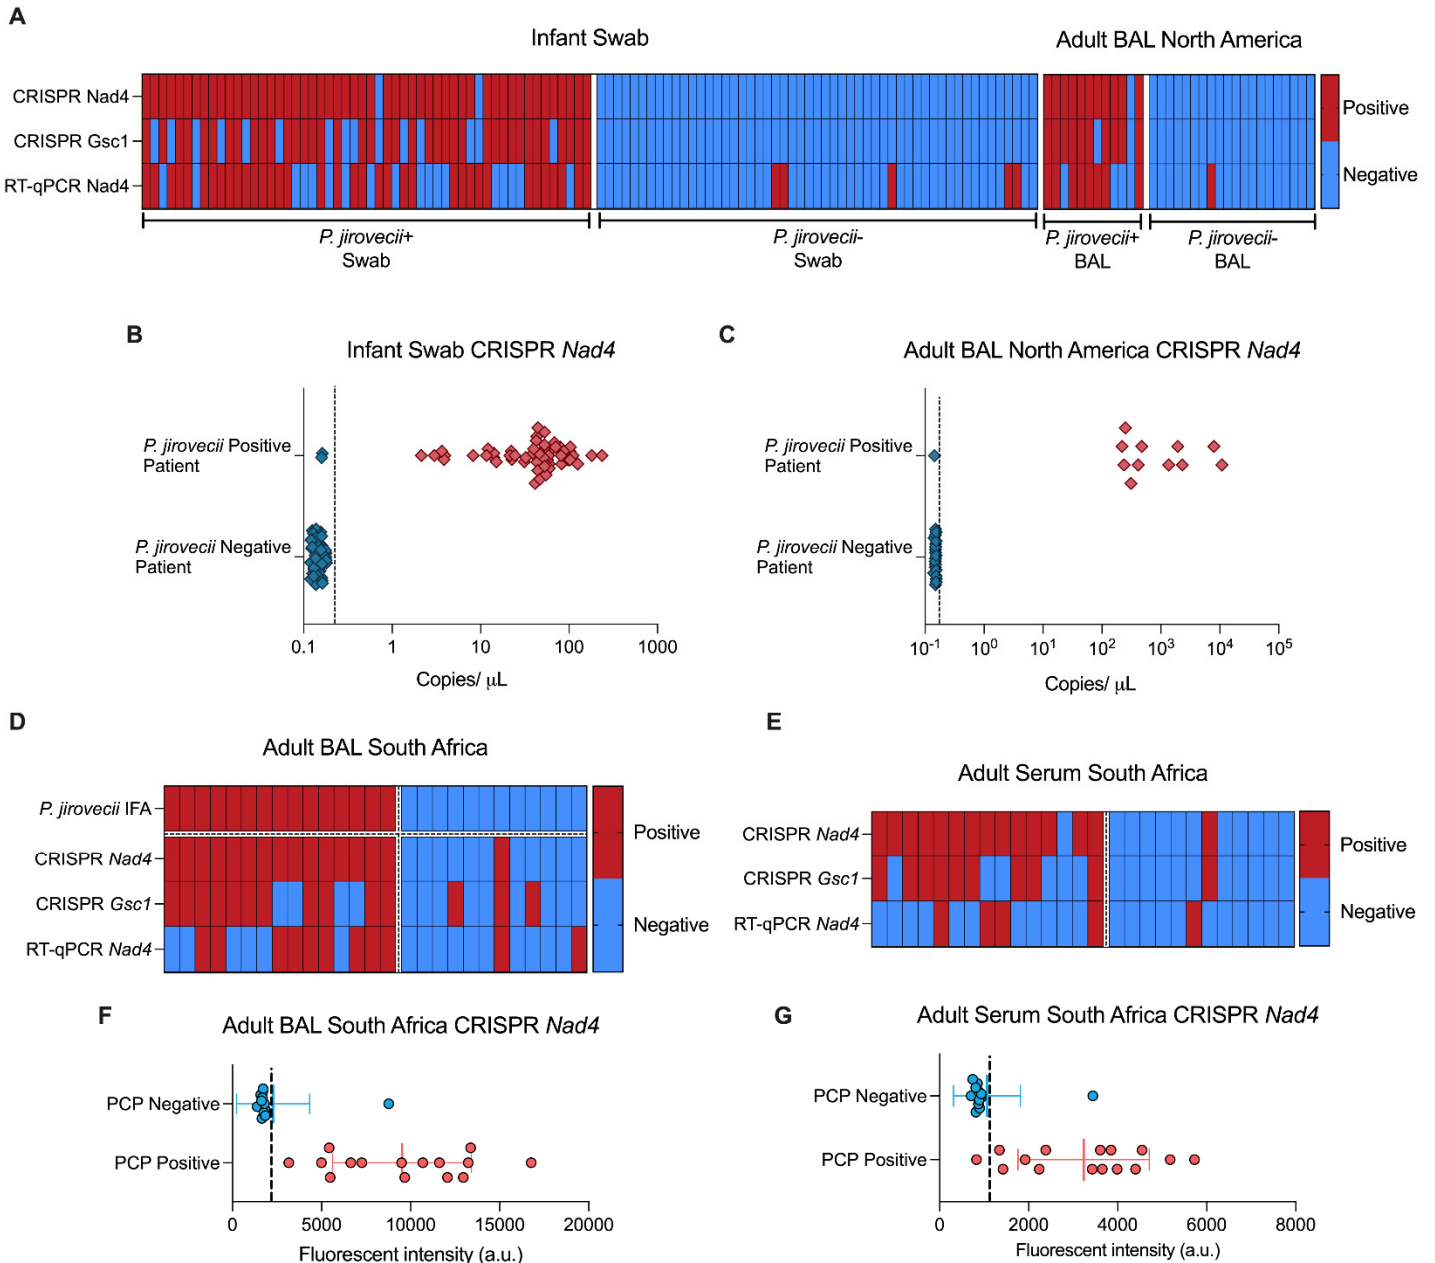 A
Infant Swab
Adult BAL North America
CRISPR Nad4
CRISPR Gsc1
RT-qPCR Nad4
Positive
Negative
P. jirovecii+
Swab
P. jirovecii-
Swab
P. jirovecii+
BAL
P. jirovecii-
BAL
B
Infant Swab CRISPR Nad4
P. jirovecii Positive
Patient
P. jirovecii Negative
Patient
0.1 1 10 100 1000
Copies/ μL
C
Adult BAL North America CRISPR Nad4
P. jirovecii Positive
Patient
P. jirovecii Negative
Patient
10⁻¹ 10⁰ 10¹ 10² 10³ 10⁴ 10⁵
Copies/ μL
D
Adult BAL South Africa
P. jirovecii IFA
CRISPR Nad4
CRISPR Gsc1
RT-qPCR Nad4
Positive
Negative
E
Adult Serum South Africa
CRISPR Nad4
CRISPR Gsc1
RT-qPCR Nad4
Positive
Negative
F
Adult BAL South Africa CRISPR Nad4
PCP Negative
PCP Positive
0 5000 10000 15000 20000
Fluorescent intensity (a.u.)
G
Adult Serum South Africa CRISPR Nad4
PCP Negative
PCP Positive
0 2000 4000 6000 8000
Fluorescent intensity (a.u.)